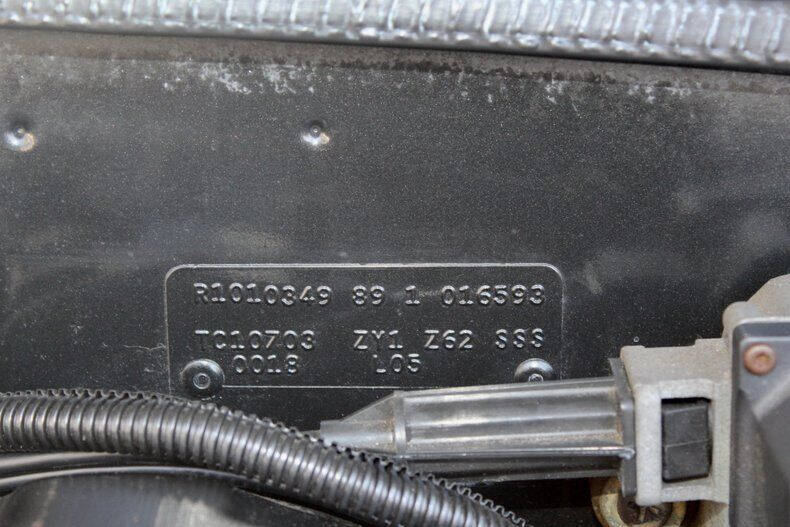 R1010349 89 1 016593
TC10703 ZY1 Z62 SSS
0018 L05